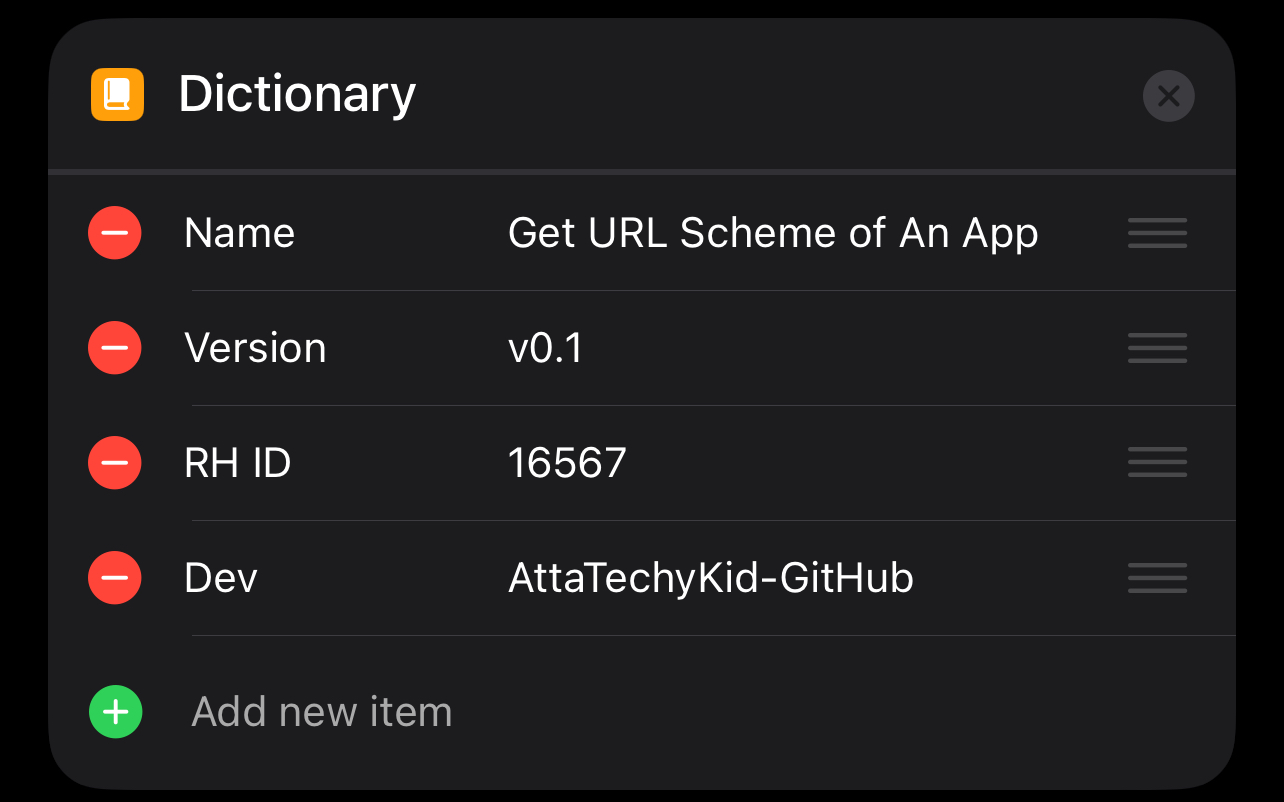 Dictionary
Name Get URL Scheme of An App
Version v0.1
RH ID 16567
Dev AttaTechyKid-GitHub
Add new item